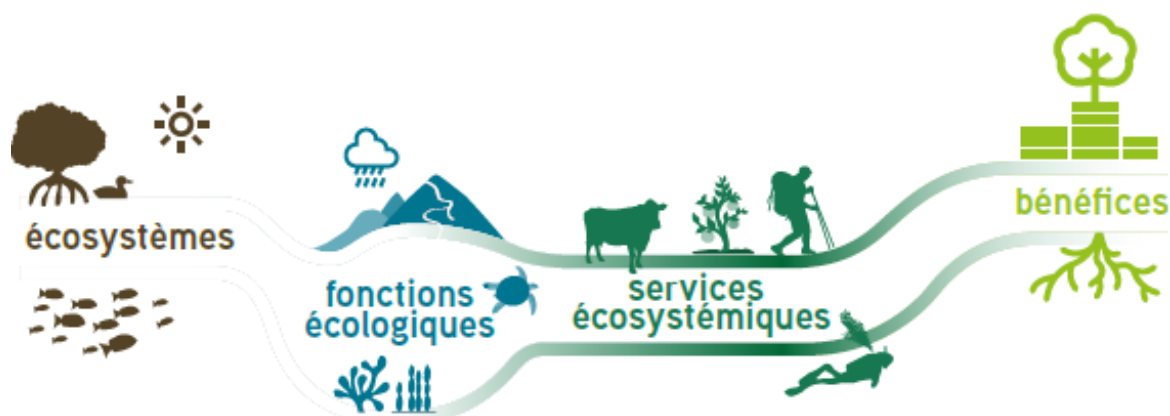 écosystèmes
fonctions
écologiques
services
écosystémiques
bénéfices